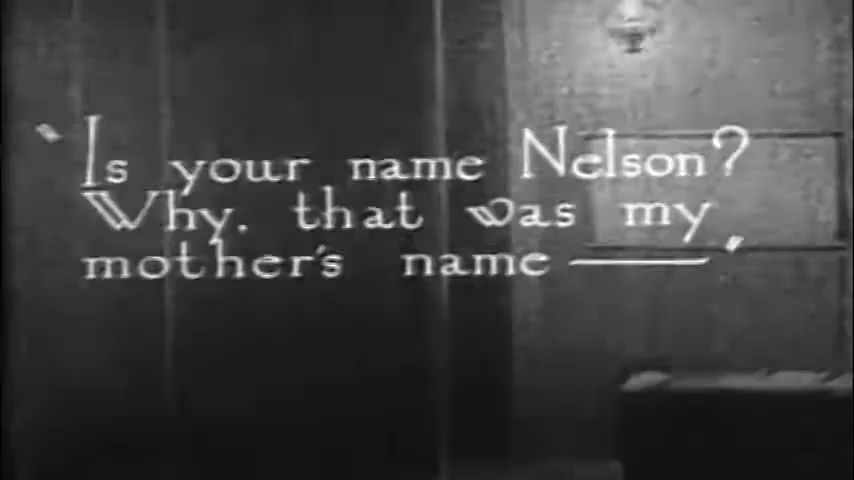 "Is your name Nelson?
Why. that was my
mother's name ——"